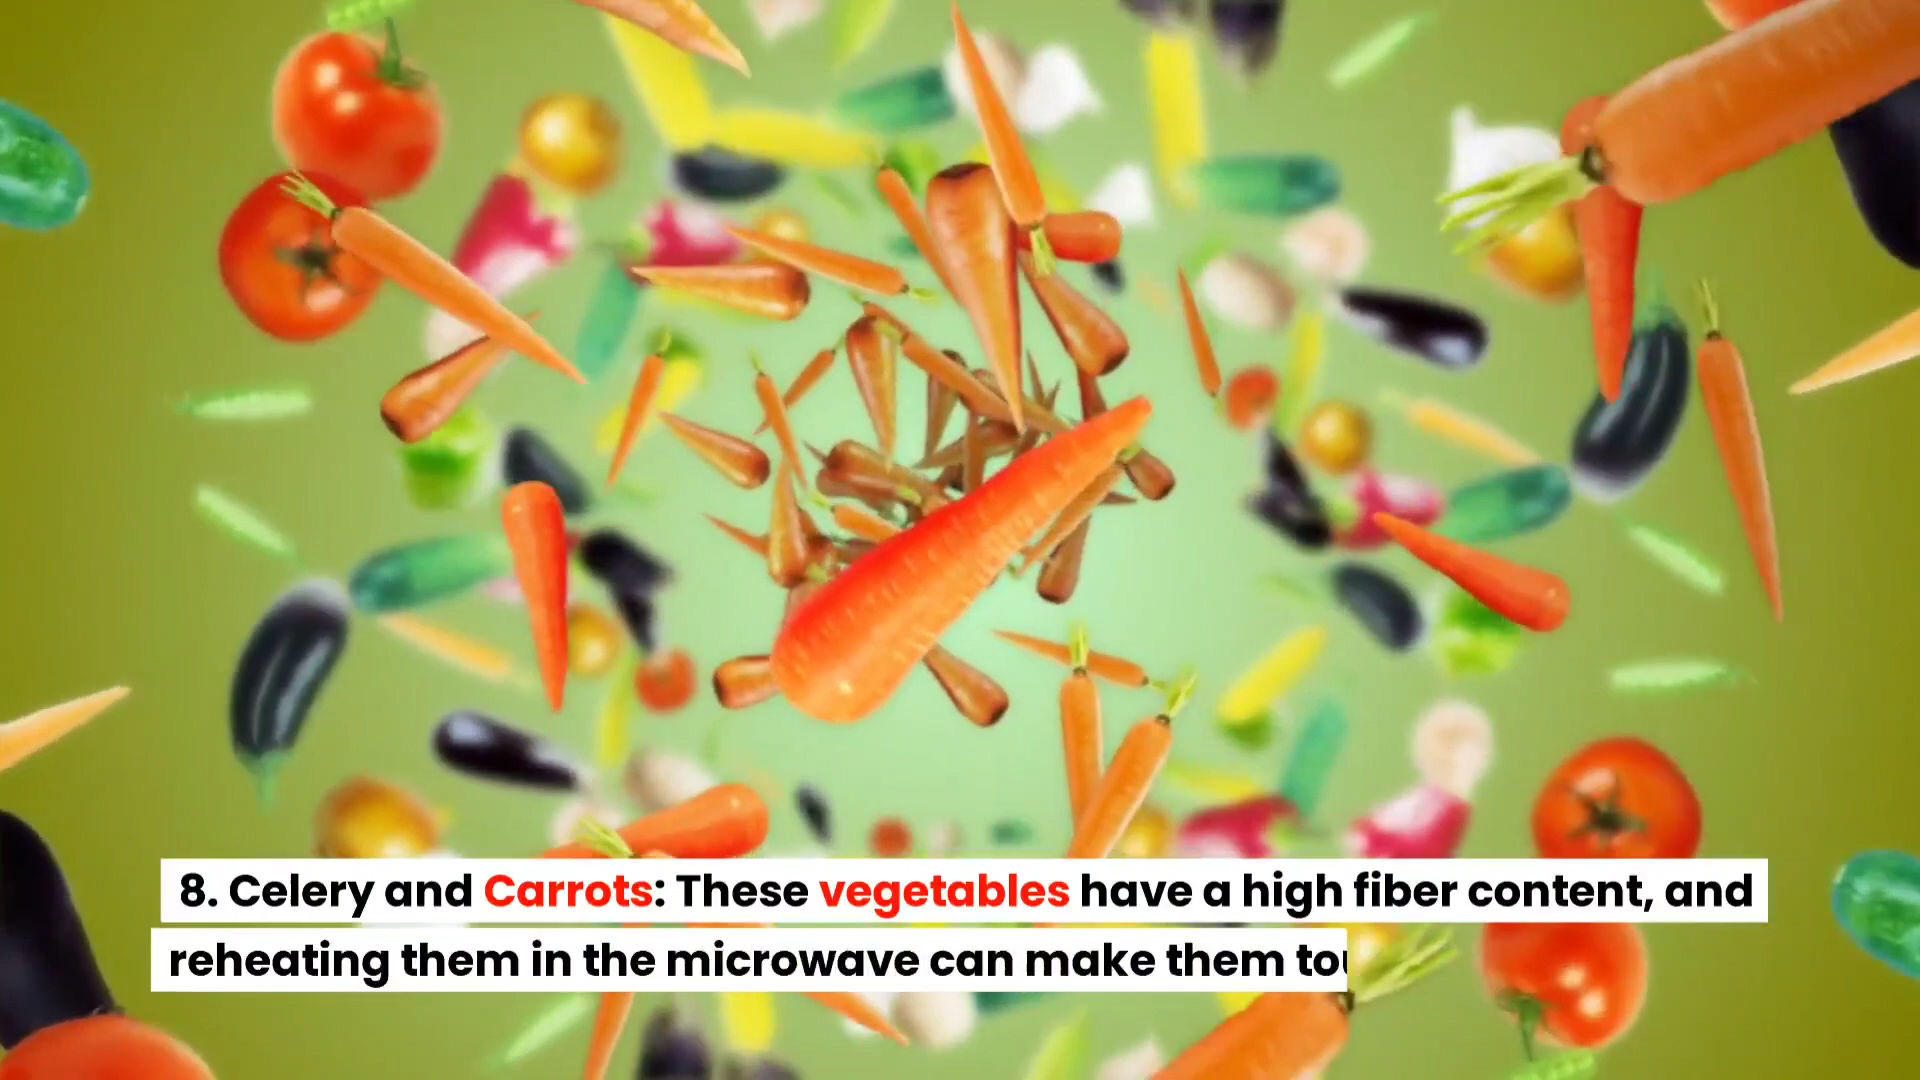 8. Celery and Carrots: These vegetables have a high fiber content, and
reheating them in the microwave can make them